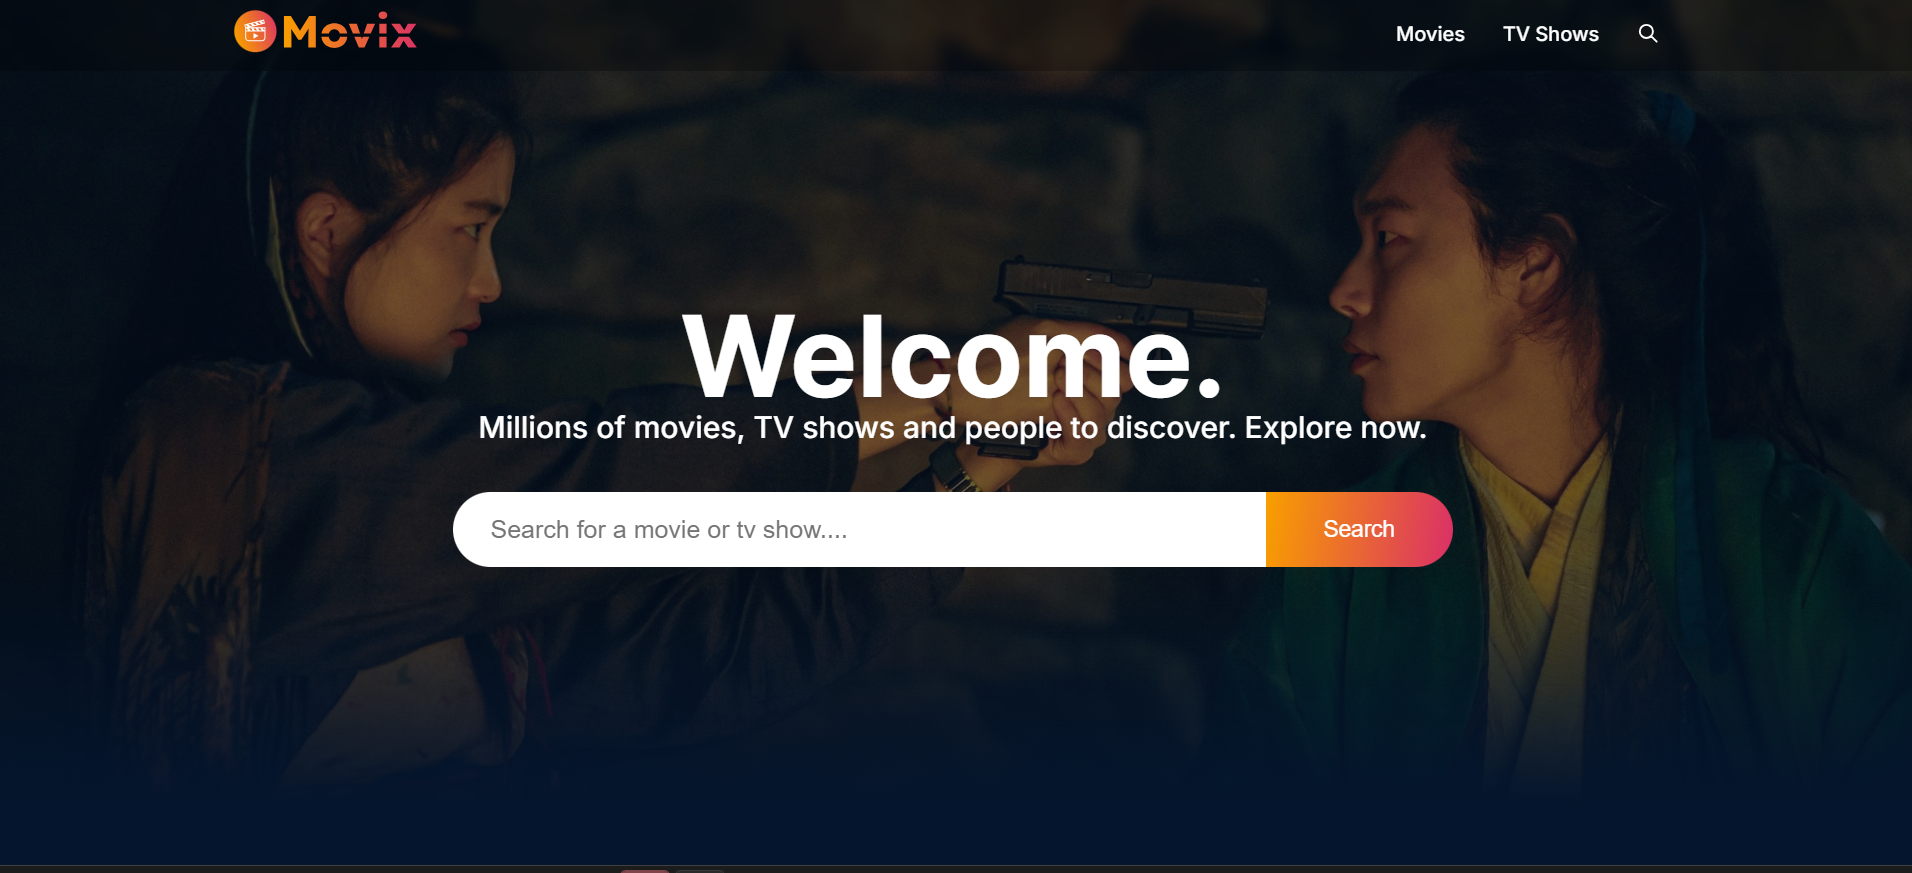 Movix
Movies
TV Shows
Welcome.
Millions of movies, TV shows and people to discover. Explore now.
Search for a movie or tv show....
Search